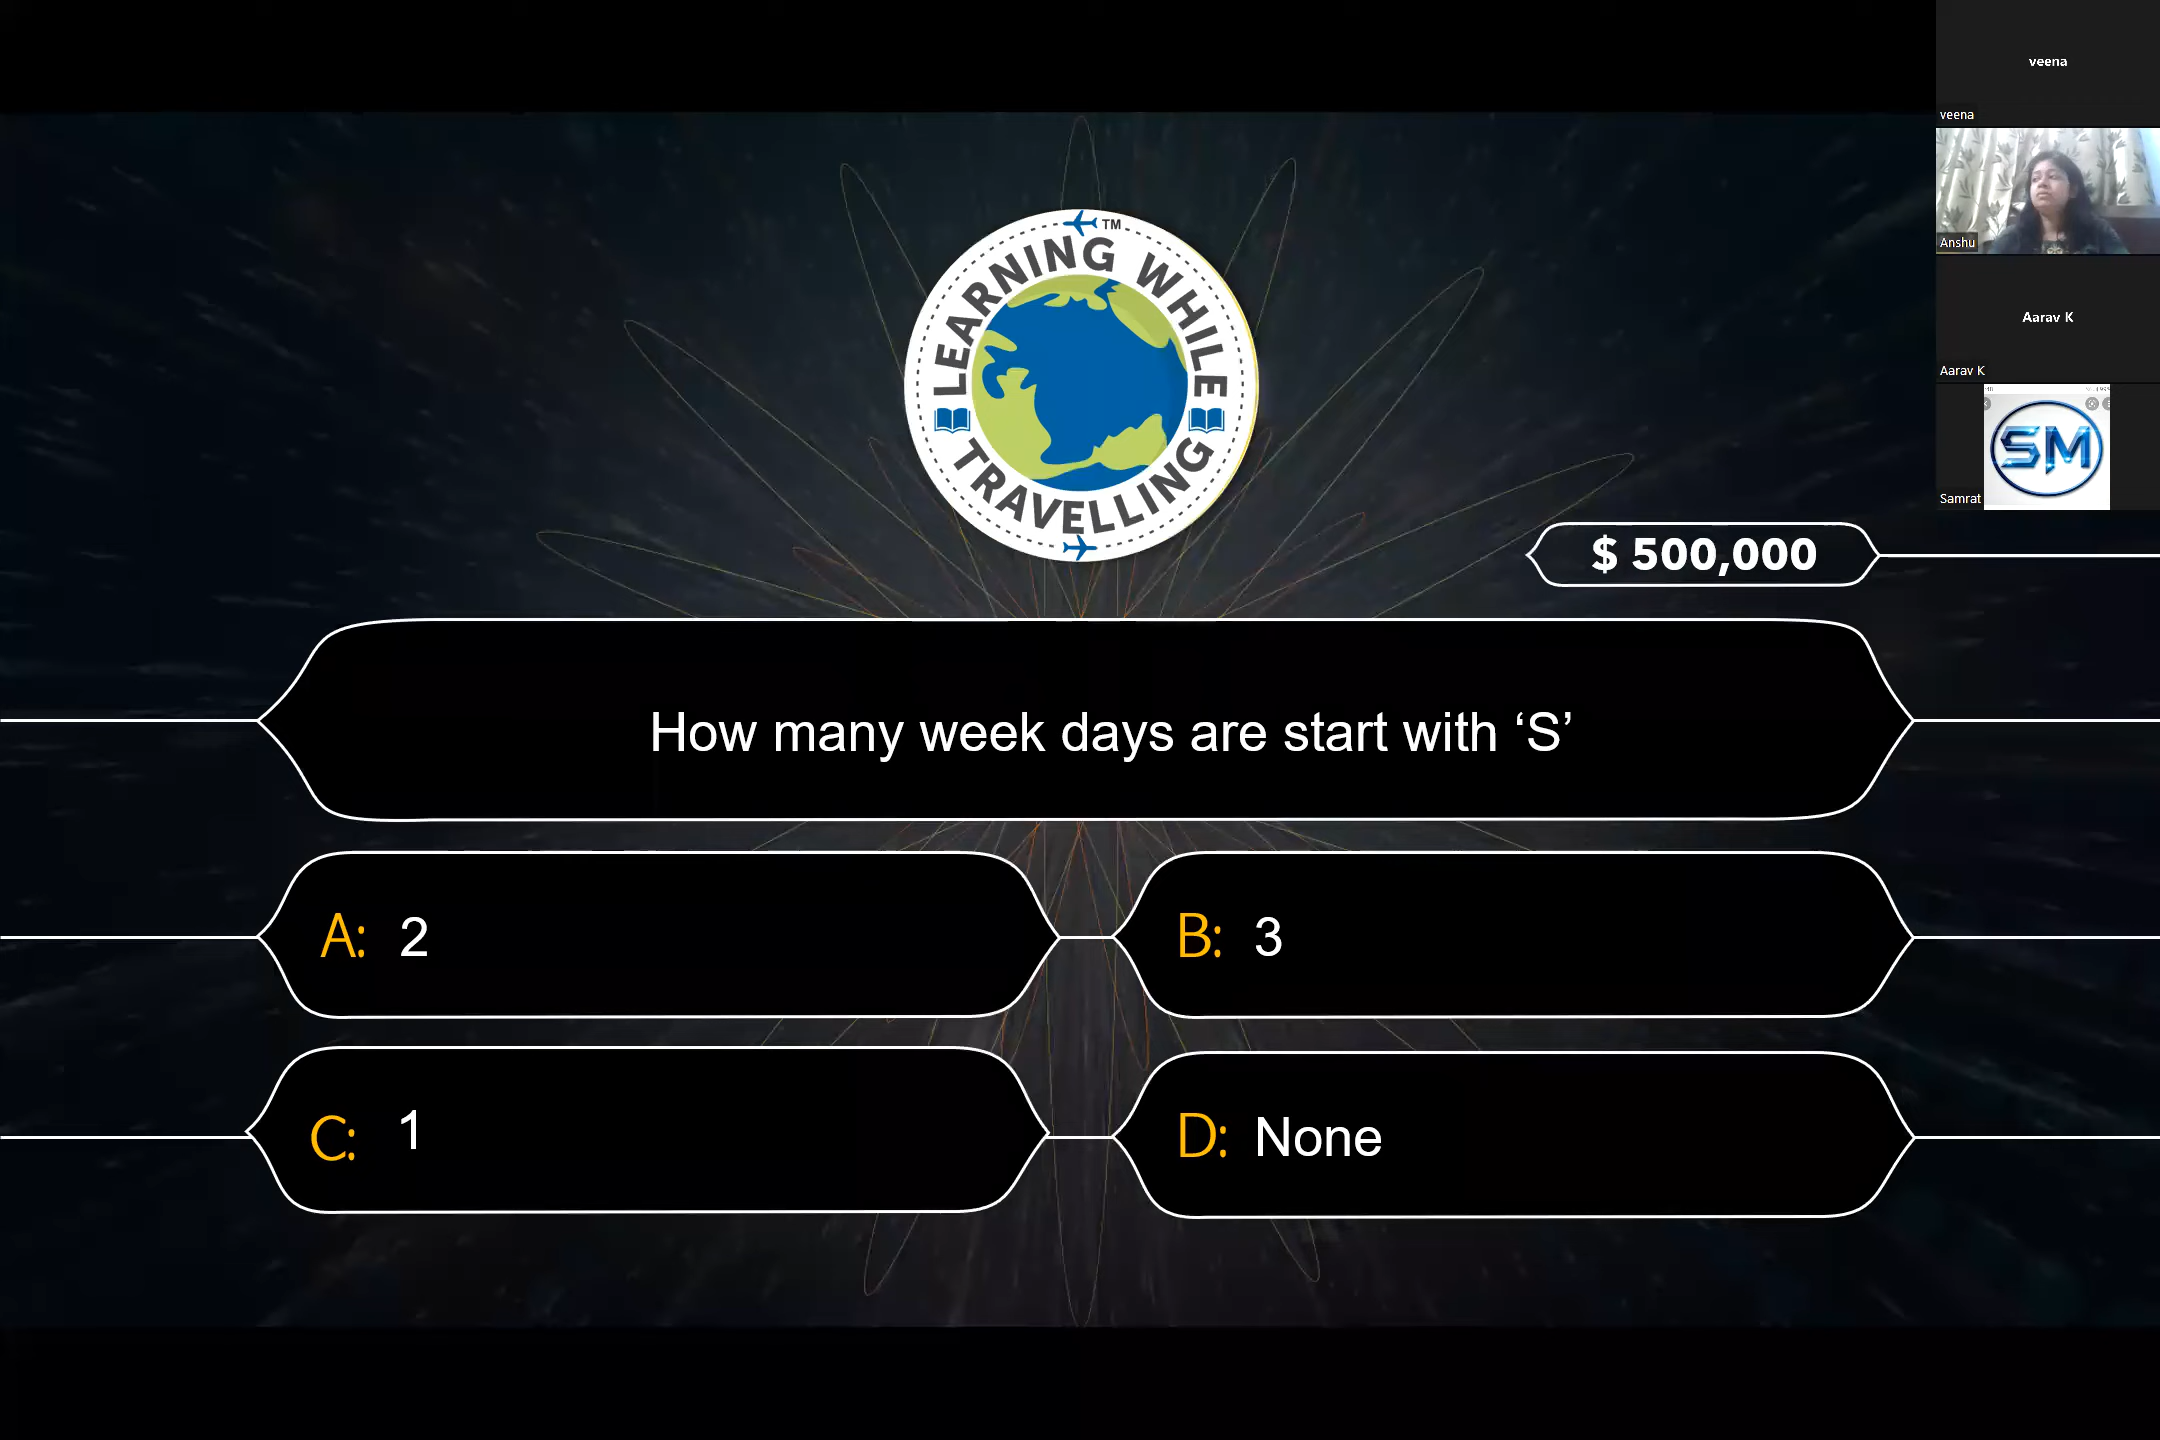 veena
veena
Anshu
Aarav K
Aarav K
SM
Samrat
LEARNING WHILE
TRAVELLING
TM
$ 500,000
How many week days are start with ‘S’
A: 2
B: 3
C: 1
D: None